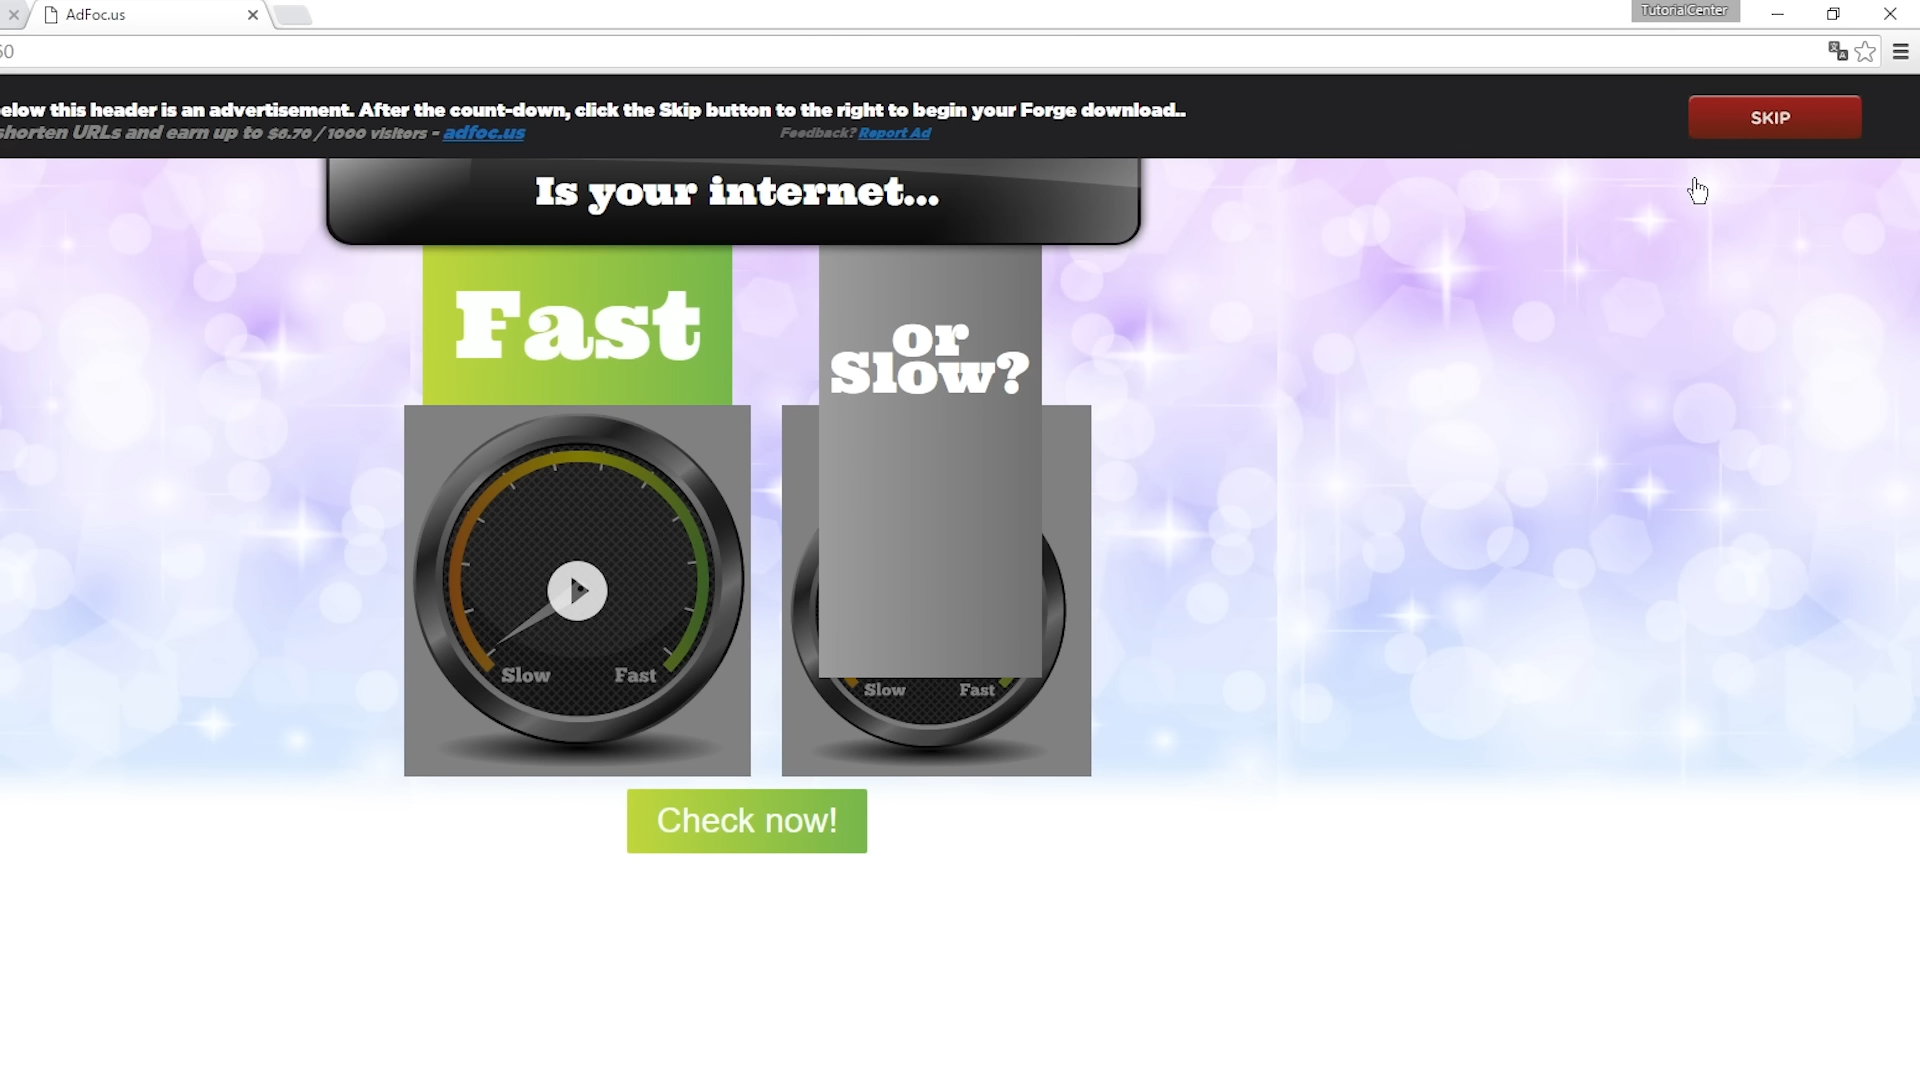 AdFoc.us
TutorialCenter
60
elow this header is an advertisement. After the count-down, click the Skip button to the right to begin your Forge download..
shorten URLs and earn up to $6.70 / 1000 visitors - adfoc.us
Feedback? Report Ad
SKIP
Is your internet...
Fast
or
Slow?
Slow Fast
Slow Fast
Check now!